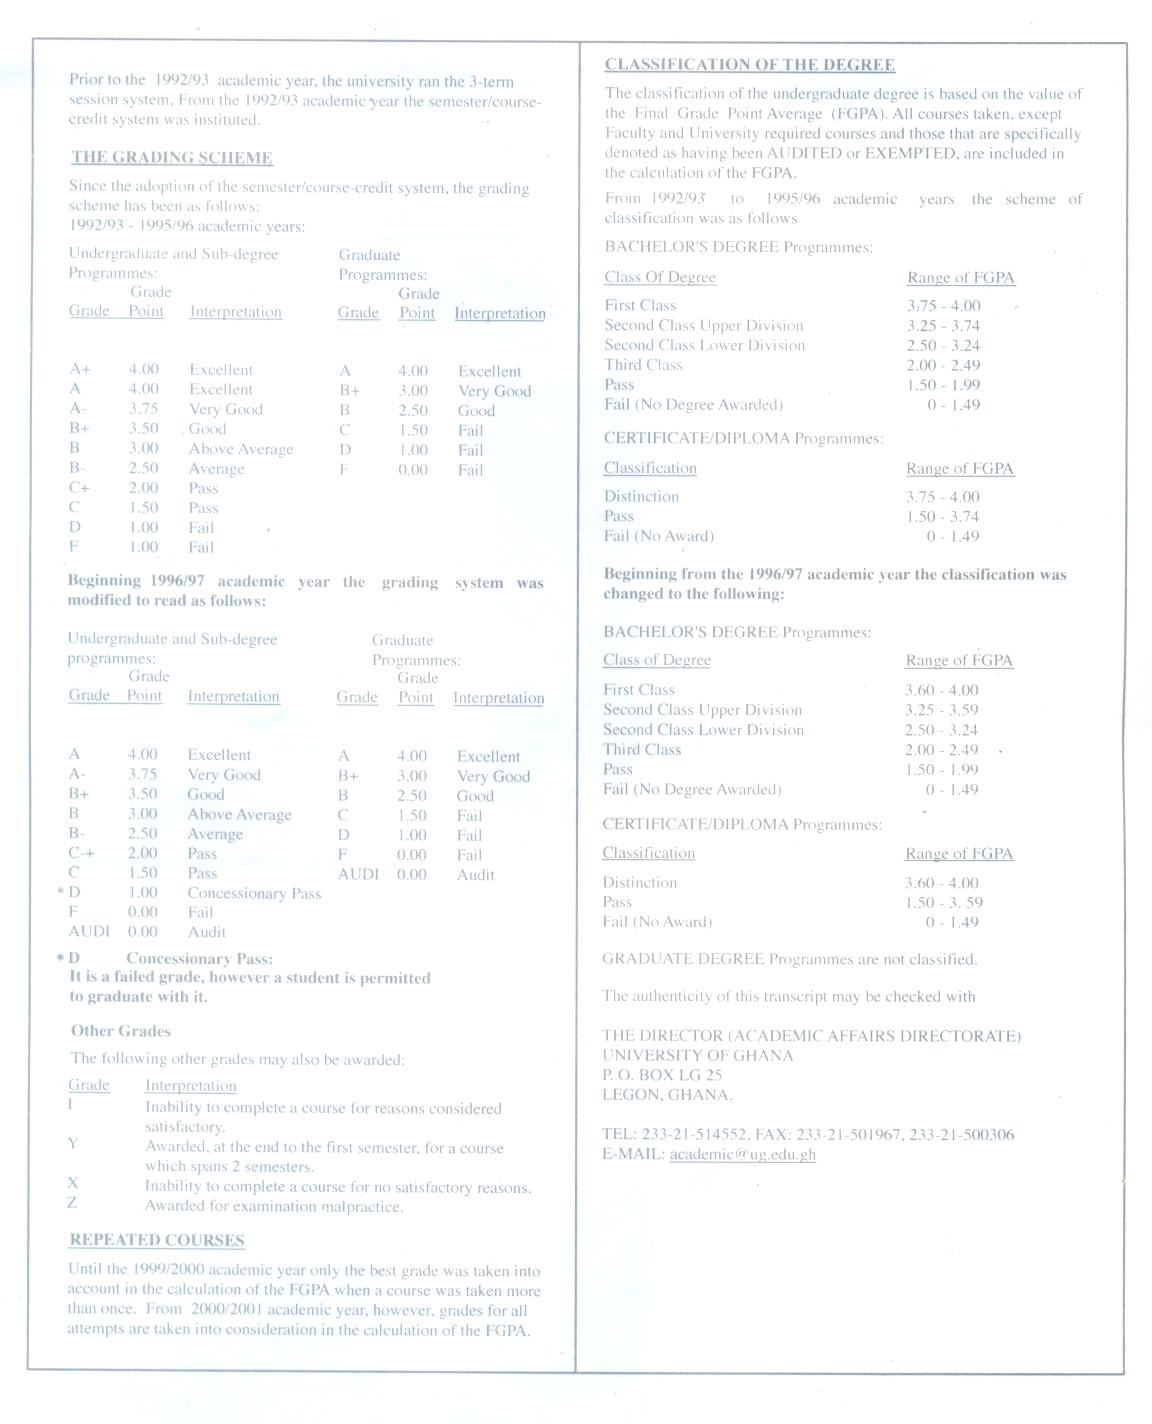 Prior to the 1992/93 academic year, the university ran the 3-term
session system. From the 1992/93 academic year the semester/course-
credit system was instituted.
THE GRADING SCHEME
Since the adoption of the semester/course-credit system, the grading
scheme has been as follows:
1992/93 - 1995/96 academic years:
Undergraduate and Sub-degree Graduate
Programmes: Programmes:
Grade Grade
Grade Point Interpretation Grade Point Interpretation
A+ 4.00 Excellent A 4.00 Excellent
A 4.00 Excellent B+ 3.00 Very Good
A- 3.75 Very Good B 2.50 Good
B+ 3.50 Good C 1.50 Fail
B 3.00 Above Average D 1.00 Fail
B- 2.50 Average F 0.00 Fail
C+ 2.00 Pass
C 1.50 Pass
D 1.00 Fail
F 1.00 Fail
Beginning 1996/97 academic year the grading system was
modified to read as follows:
Undergraduate and Sub-degree Graduate
programmes: Programmes:
Grade Grade
Grade Point Interpretation Grade Point Interpretation
A 4.00 Excellent A 4.00 Excellent
A- 3.75 Very Good B+ 3.00 Very Good
B+ 3.50 Good B 2.50 Good
B 3.00 Above Average C 1.50 Fail
B- 2.50 Average D 1.00 Fail
C-+ 2.00 Pass F 0.00 Fail
C 1.50 Pass AUDI 0.00 Audit
* D 1.00 Concessionary Pass
F 0.00 Fail
AUDI 0.00 Audit
* D Concessionary Pass:
It is a failed grade, however a student is permitted
to graduate with it.
Other Grades
The following other grades may also be awarded:
Grade Interpretation
I Inability to complete a course for reasons considered
satisfactory.
Y Awarded, at the end to the first semester, for a course
which spans 2 semesters.
X Inability to complete a course for no satisfactory reasons.
Z Awarded for examination malpractice.
REPEATED COURSES
Until the 1999/2000 academic year only the best grade was taken into
account in the calculation of the FGPA when a course was taken more
than once. From 2000/2001 academic year, however, grades for all
attempts are taken into consideration in the calculation of the FGPA.
CLASSIFICATION OF THE DEGREE
The classification of the undergraduate degree is based on the value of
the Final Grade Point Average (FGPA). All courses taken, except
Faculty and University required courses and those that are specifically
denoted as having been AUDITED or EXEMPTED, are included in
the calculation of the FGPA.
From 1992/93 to 1995/96 academic years the scheme of
classification was as follows
BACHELOR'S DEGREE Programmes:
Class Of Degree Range of FGPA
First Class 3.75 - 4.00
Second Class Upper Division 3.25 - 3.74
Second Class Lower Division 2.50 - 3.24
Third Class 2.00 - 2.49
Pass 1.50 - 1.99
Fail (No Degree Awarded) 0 - 1.49
CERTIFICATE/DIPLOMA Programmes:
Classification Range of FGPA
Distinction 3.75 - 4.00
Pass 1.50 - 3.74
Fail (No Award) 0 - 1.49
Beginning from the 1996/97 academic year the classification was
changed to the following:
BACHELOR'S DEGREE Programmes:
Class of Degree Range of FGPA
First Class 3.60 - 4.00
Second Class Upper Division 3.25 - 3.59
Second Class Lower Division 2.50 - 3.24
Third Class 2.00 - 2.49
Pass 1.50 - 1.99
Fail (No Degree Awarded) 0 - 1.49
CERTIFICATE/DIPLOMA Programmes:
Classification Range of FGPA
Distinction 3.60 - 4.00
Pass 1.50 - 3. 59
Fail (No Award) 0 - 1.49
GRADUATE DEGREE Programmes are not classified.
The authenticity of this transcript may be checked with
THE DIRECTOR (ACADEMIC AFFAIRS DIRECTORATE)
UNIVERSITY OF GHANA
P. O. BOX LG 25
LEGON, GHANA.
TEL: 233-21-514552, FAX: 233-21-501967, 233-21-500306
E-MAIL: academic@ug.edu.gh